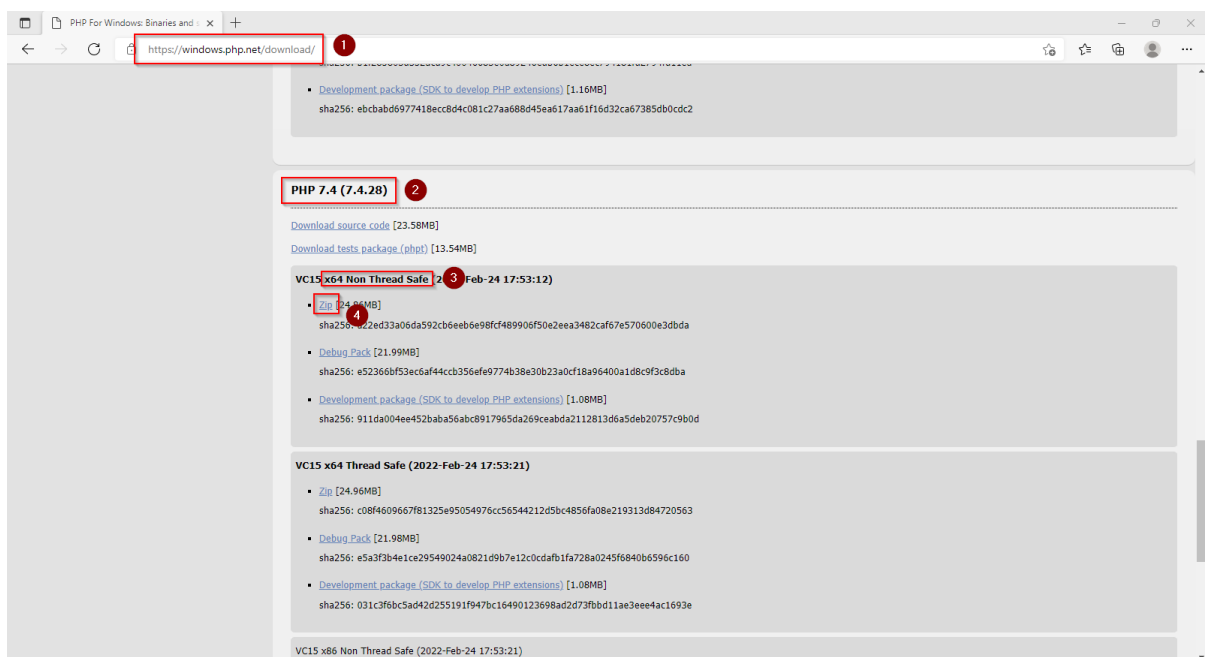 PHP For Windows: Binaries and s
https://windows.php.net/download/
1
Development package (SDK to develop PHP extensions) [1.16MB]
sha256: ebcbabd6977418ecc8d4c081c27aa688d45ea617aa61f16d32ca67385db0cdc2
PHP 7.4 (7.4.28)
2
Download source code [23.58MB]
Download tests package (phpt) [13.54MB]
VC15 x64 Non Thread Safe 3 Feb-24 17:53:12)
Zip
4
sha256:
Debug Pack [21.99MB]
sha256: e52366bf53ec6af44ccb356efe9774b38e30b23a0cf18a96400a1d8c9f3c8dba
Development package (SDK to develop PHP extensions) [1.08MB]
sha256: 911da004ee452baba56abc8917965da269ceabda2112813d6a5deb20757c9b0d
VC15 x64 Thread Safe (2022-Feb-24 17:53:21)
Zip [24.96MB]
sha256: c08f4609667f81325e95054976cc56544212d5bc4856fa08e219313d84720563
Debug Pack [21.98MB]
sha256: e5a3f3b4e1ce29549024a0821d9b7e12c0cdafb1fa728a0245f6840b6596c160
Development package (SDK to develop PHP extensions) [1.08MB]
sha256: 031c3f6bc5ad42d255191f947bc16490123698ad2d73fbbd11ae3eee4ac1693e
VC15 x86 Non Thread Safe (2022-Feb-24 17:53:21)